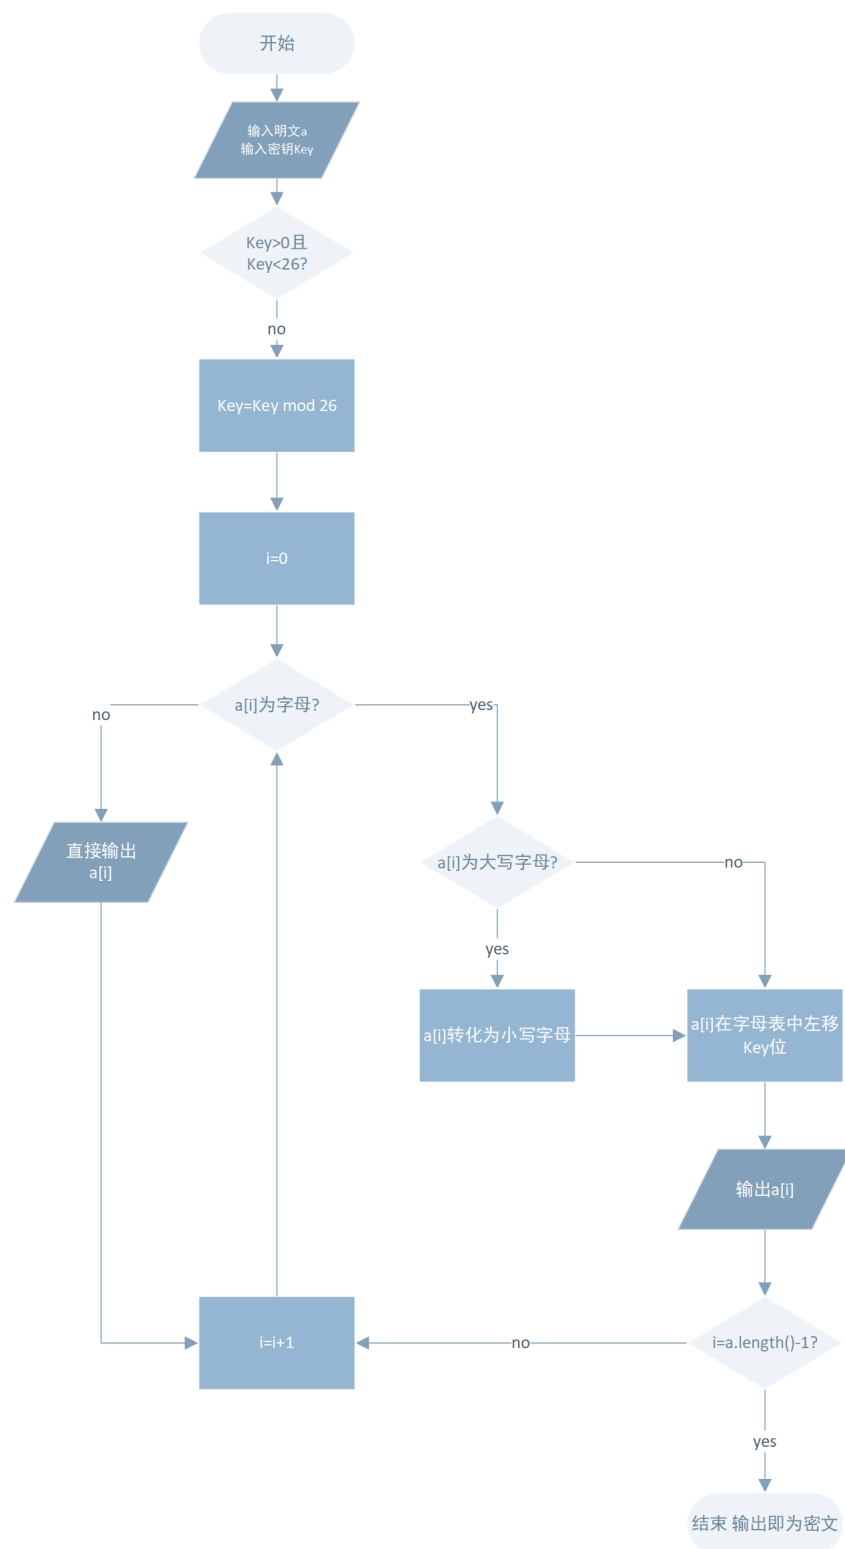 开始
输入明文a
输入密钥Key
Key>0且
Key<26?
no
Key=Key mod 26
i=0
a[i]为字母?
no
yes
直接输出
a[i]
a[i]为大写字母?
no
yes
a[i]转化为小写字母
a[i]在字母表中左移
Key位
输出a[i]
i=i+1
no
i=a.length()-1?
yes
结束 输出即为密文